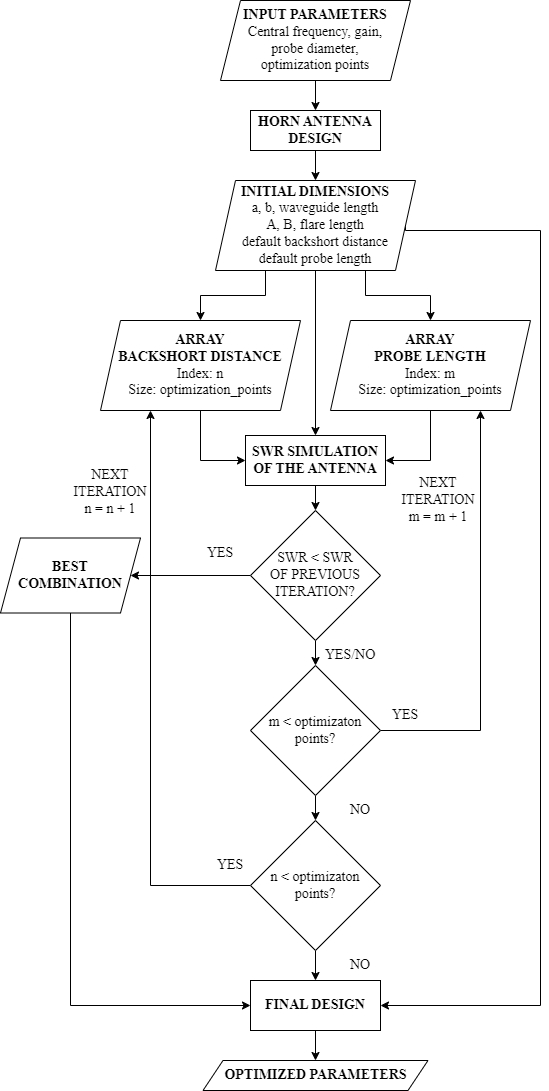 INPUT PARAMETERS
Central frequency, gain,
probe diameter,
optimization points
HORN ANTENNA
DESIGN
INITIAL DIMENSIONS
a, b, waveguide length
A, B, flare length
default backshort distance
default probe length
ARRAY
BACKSHORT DISTANCE
Index: n
Size: optimization_points
ARRAY
PROBE LENGTH
Index: m
Size: optimization_points
SWR SIMULATION
OF THE ANTENNA
NEXT
ITERATION
n = n + 1
NEXT
ITERATION
m = m + 1
SWR < SWR
OF PREVIOUS
ITERATION?
YES
BEST
COMBINATION
YES/NO
m < optimizaton
points?
YES
NO
n < optimizaton
points?
YES
NO
FINAL DESIGN
OPTIMIZED PARAMETERS